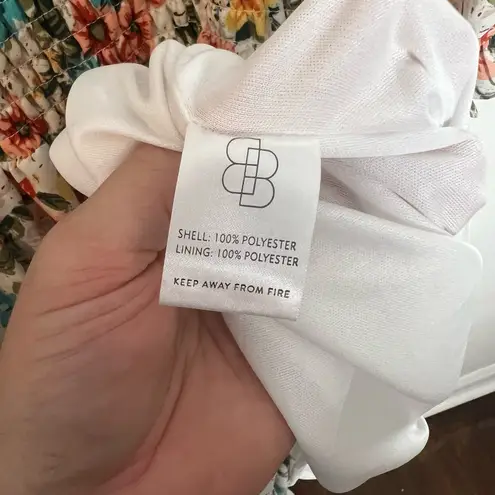 SHELL: 100% POLYESTER
LINING: 100% POLYESTER
KEEP AWAY FROM FIRE